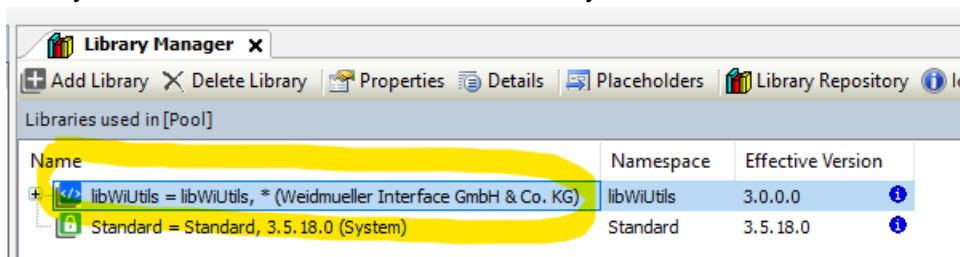 Library Manager x
Add Library Delete Library Properties Details Placeholders Library Repository
Libraries used in [Pool]
Name Namespace Effective Version
libWiUtils = libWiUtils, * (Weidmueller Interface GmbH & Co. KG) libWiUtils 3.0.0.0
Standard = Standard, 3.5.18.0 (System) Standard 3.5.18.0